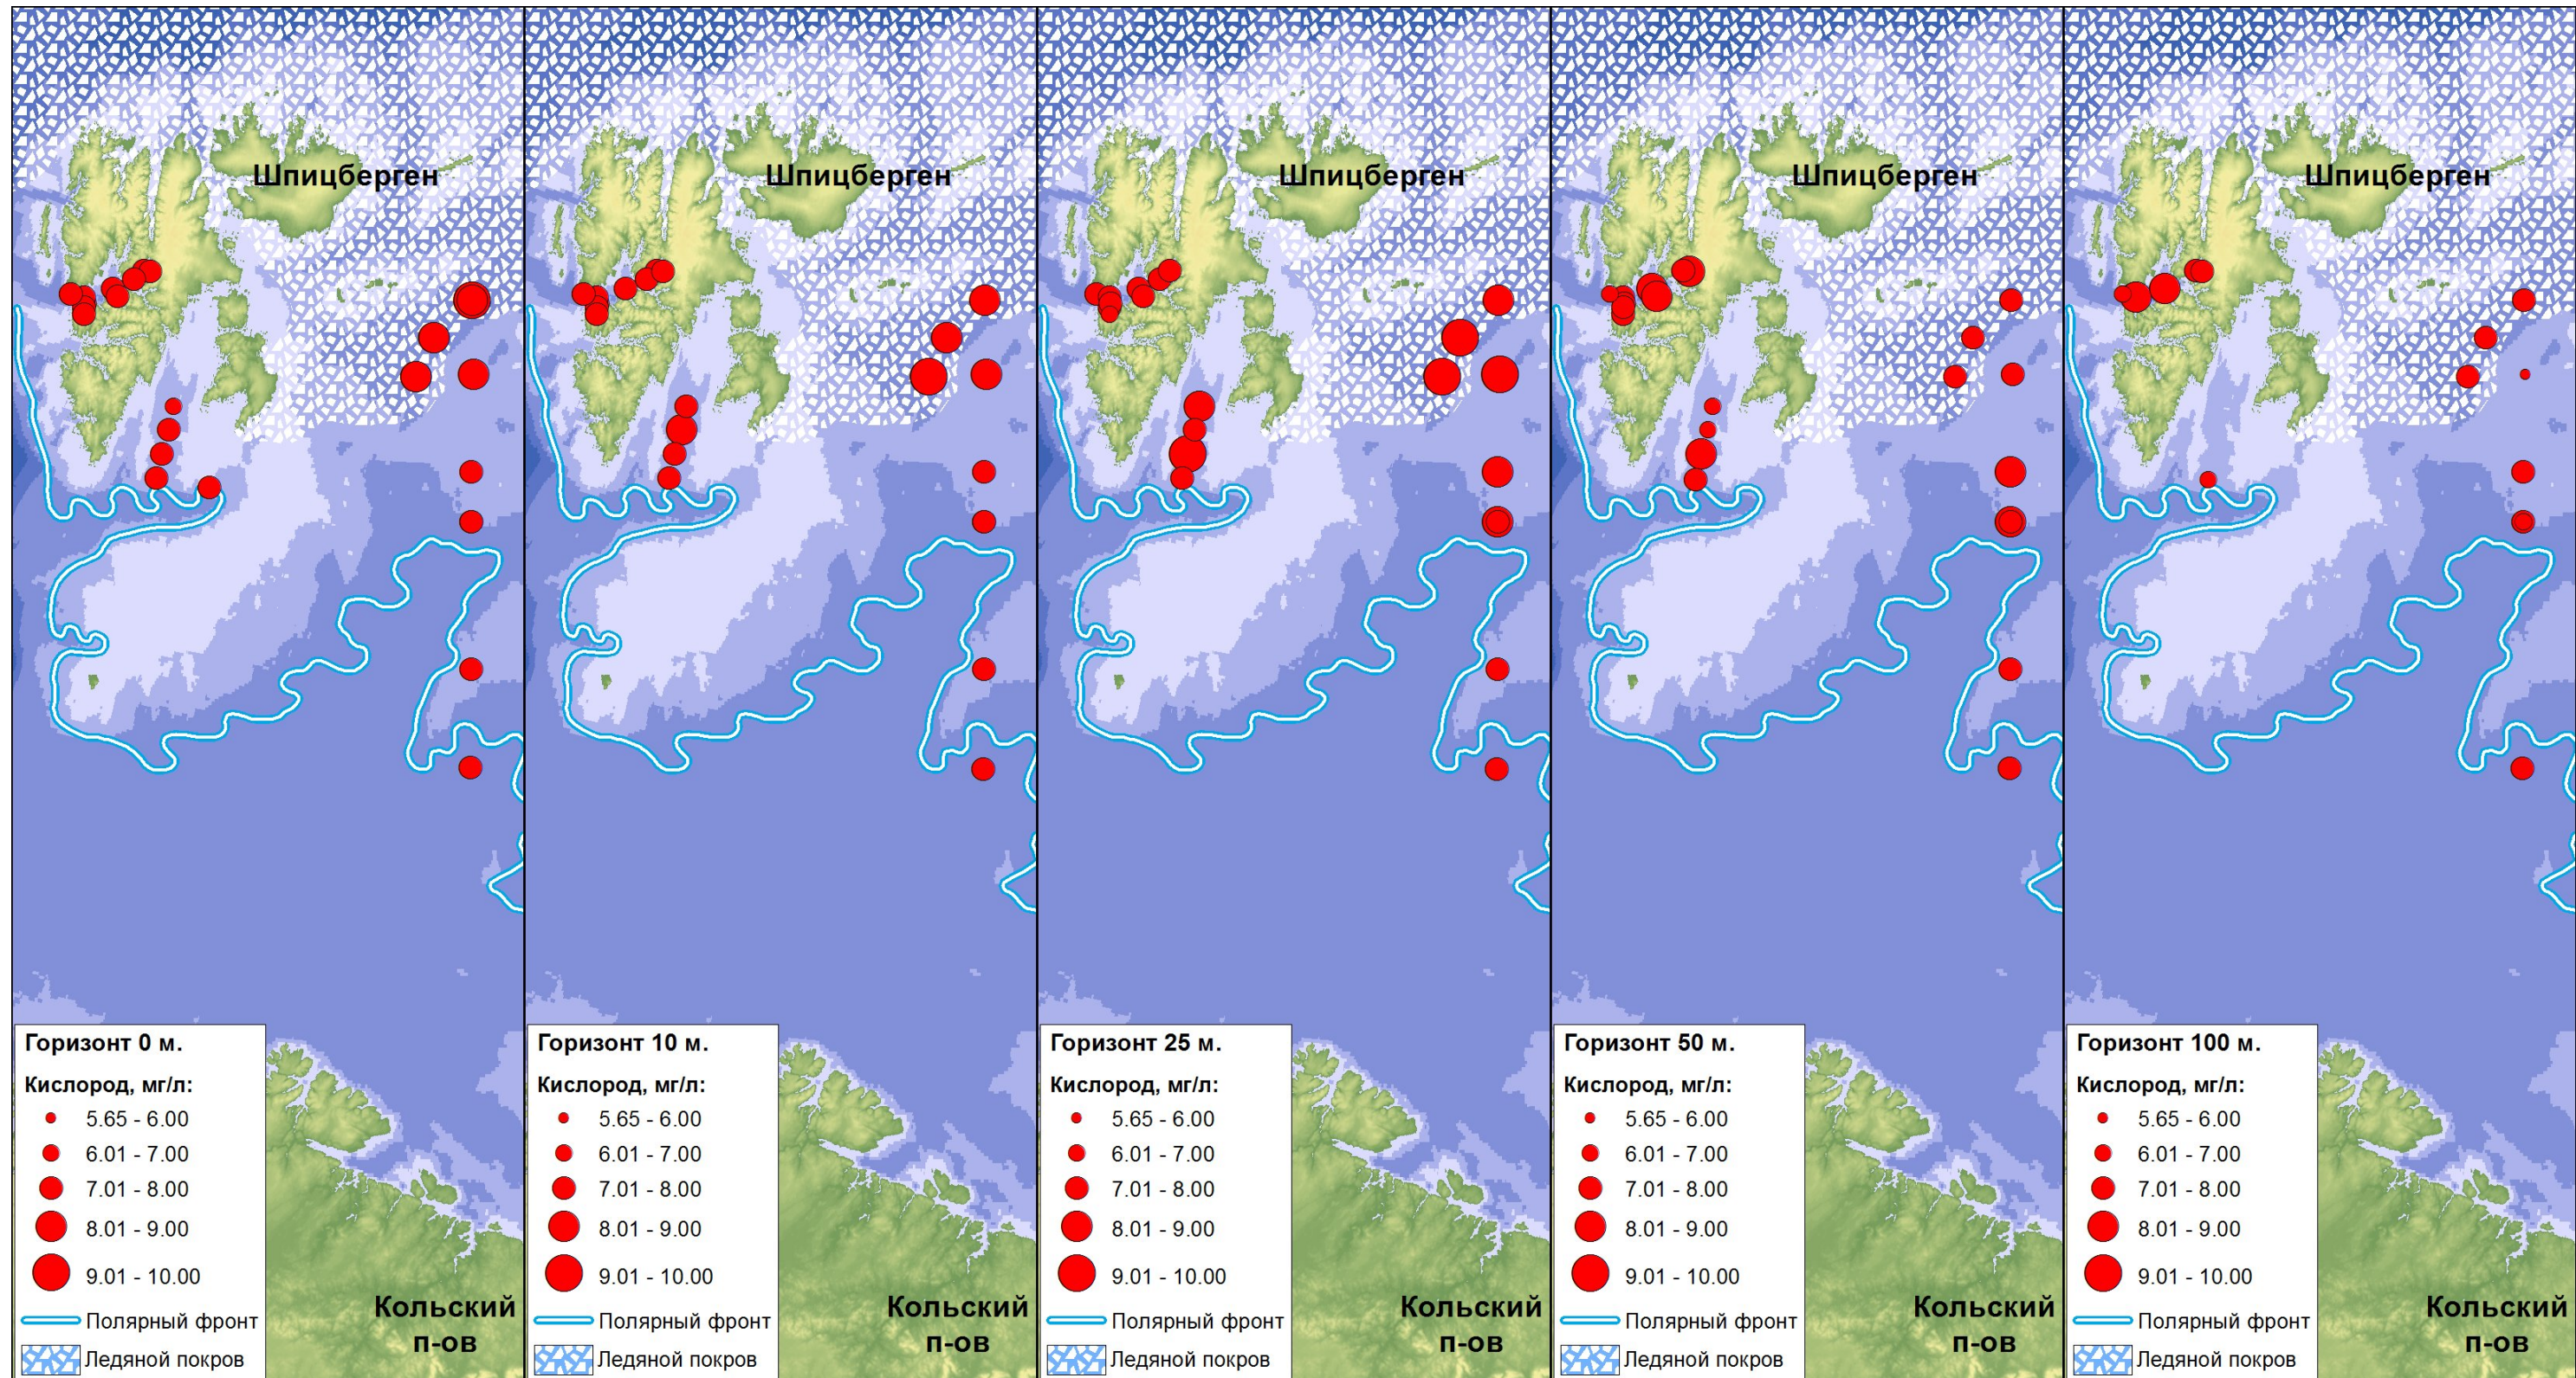 Шпицберген
Горизонт 0 м.
Кислород, мг/л:
5.65 - 6.00
6.01 - 7.00
7.01 - 8.00
8.01 - 9.00
9.01 - 10.00
Полярный фронт
Ледяной покров
Кольский
п-ов
Шпицберген
Горизонт 10 м.
Кислород, мг/л:
5.65 - 6.00
6.01 - 7.00
7.01 - 8.00
8.01 - 9.00
9.01 - 10.00
Полярный фронт
Ледяной покров
Кольский
п-ов
Шпицберген
Горизонт 25 м.
Кислород, мг/л:
5.65 - 6.00
6.01 - 7.00
7.01 - 8.00
8.01 - 9.00
9.01 - 10.00
Полярный фронт
Ледяной покров
Кольский
п-ов
Шпицберген
Горизонт 50 м.
Кислород, мг/л:
5.65 - 6.00
6.01 - 7.00
7.01 - 8.00
8.01 - 9.00
9.01 - 10.00
Полярный фронт
Ледяной покров
Кольский
п-ов
Шпицберген
Горизонт 100 м.
Кислород, мг/л:
5.65 - 6.00
6.01 - 7.00
7.01 - 8.00
8.01 - 9.00
9.01 - 10.00
Полярный фронт
Ледяной покров
Кольский
п-ов